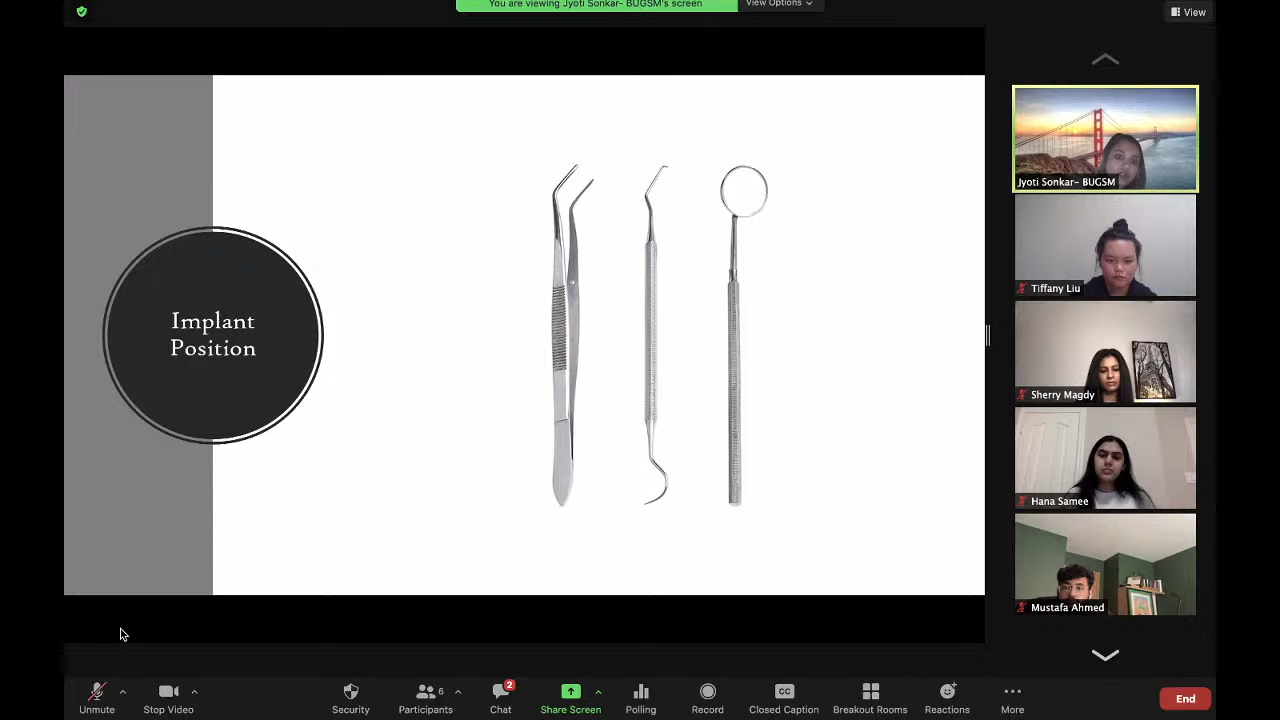 You are viewing Jyoti Sonkar- BUGSM's screen
View Options
View
Implant
Position
Jyoti Sonkar- BUGSM
Tiffany Liu
Sherry Magdy
Hana Samee
Mustafa Ahmed
Unmute
Stop Video
Security
6
Participants
2
Chat
Share Screen
Polling
Record
CC
Closed Caption
Breakout Rooms
Reactions
More
End